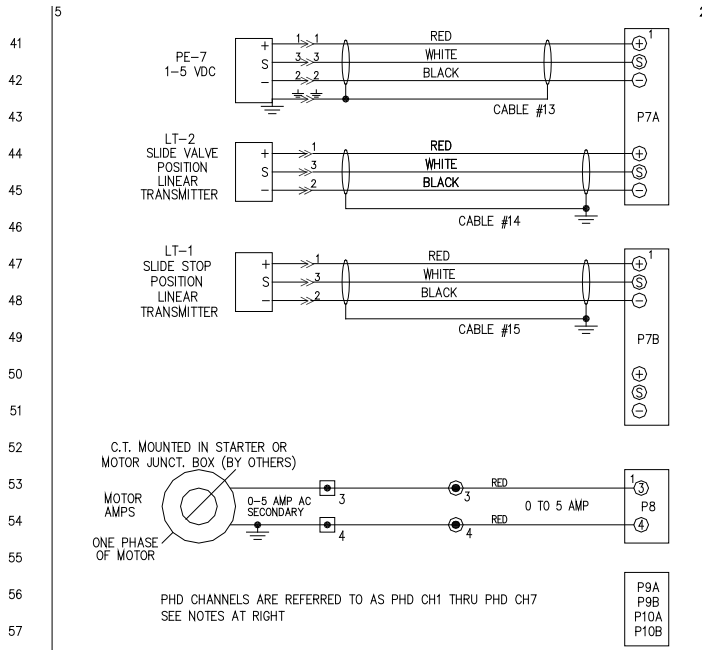 5
2
41 RED 1
PE-7 + 1 1 +
1-5 VDC S 3 3 WHITE S
42 - 2 2 BLACK -
CABLE #13
43 P7A
LT-2
44 SLIDE VALVE + 1 RED +
POSITION S 3 WHITE S
LINEAR
45 TRANSMITTER - 2 BLACK -
CABLE #14
46
LT-1
47 SLIDE STOP + 1 RED + 1
POSITION S 3 WHITE S
LINEAR
48 TRANSMITTER - 2 BLACK -
CABLE #15
49 P7B
50 +
S
51 -
52 C.T. MOUNTED IN STARTER OR
MOTOR JUNCT. BOX (BY OTHERS)
53 3 3 RED 1 3
MOTOR AMPS
0-5 AMP AC
SECONDARY
0 TO 5 AMP
P8
54 4 4 RED 4
ONE PHASE
OF MOTOR
55
56 PHD CHANNELS ARE REFERRED TO AS PHD CH1 THRU PHD CH7
SEE NOTES AT RIGHT
57
P9A
P9B
P10A
P10B